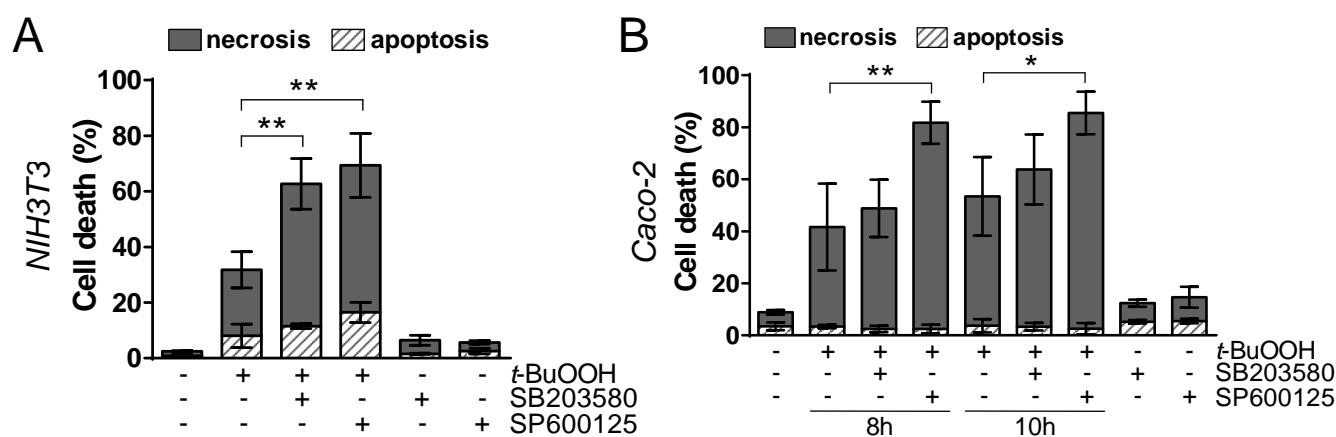 A
necrosis apoptosis
NIH3T3
Cell death (%)
100
80
60
40
20
0
**
**
- + + + - - t-BuOOH
- - + - + - SB203580
- - - + - + SP600125
B
necrosis apoptosis
Caco-2
Cell death (%)
100
80
60
40
20
0
**
*
- + + + + + + - - t-BuOOH
- - + - - + - + - SB203580
- - - + - - + - + SP600125
8h 10h